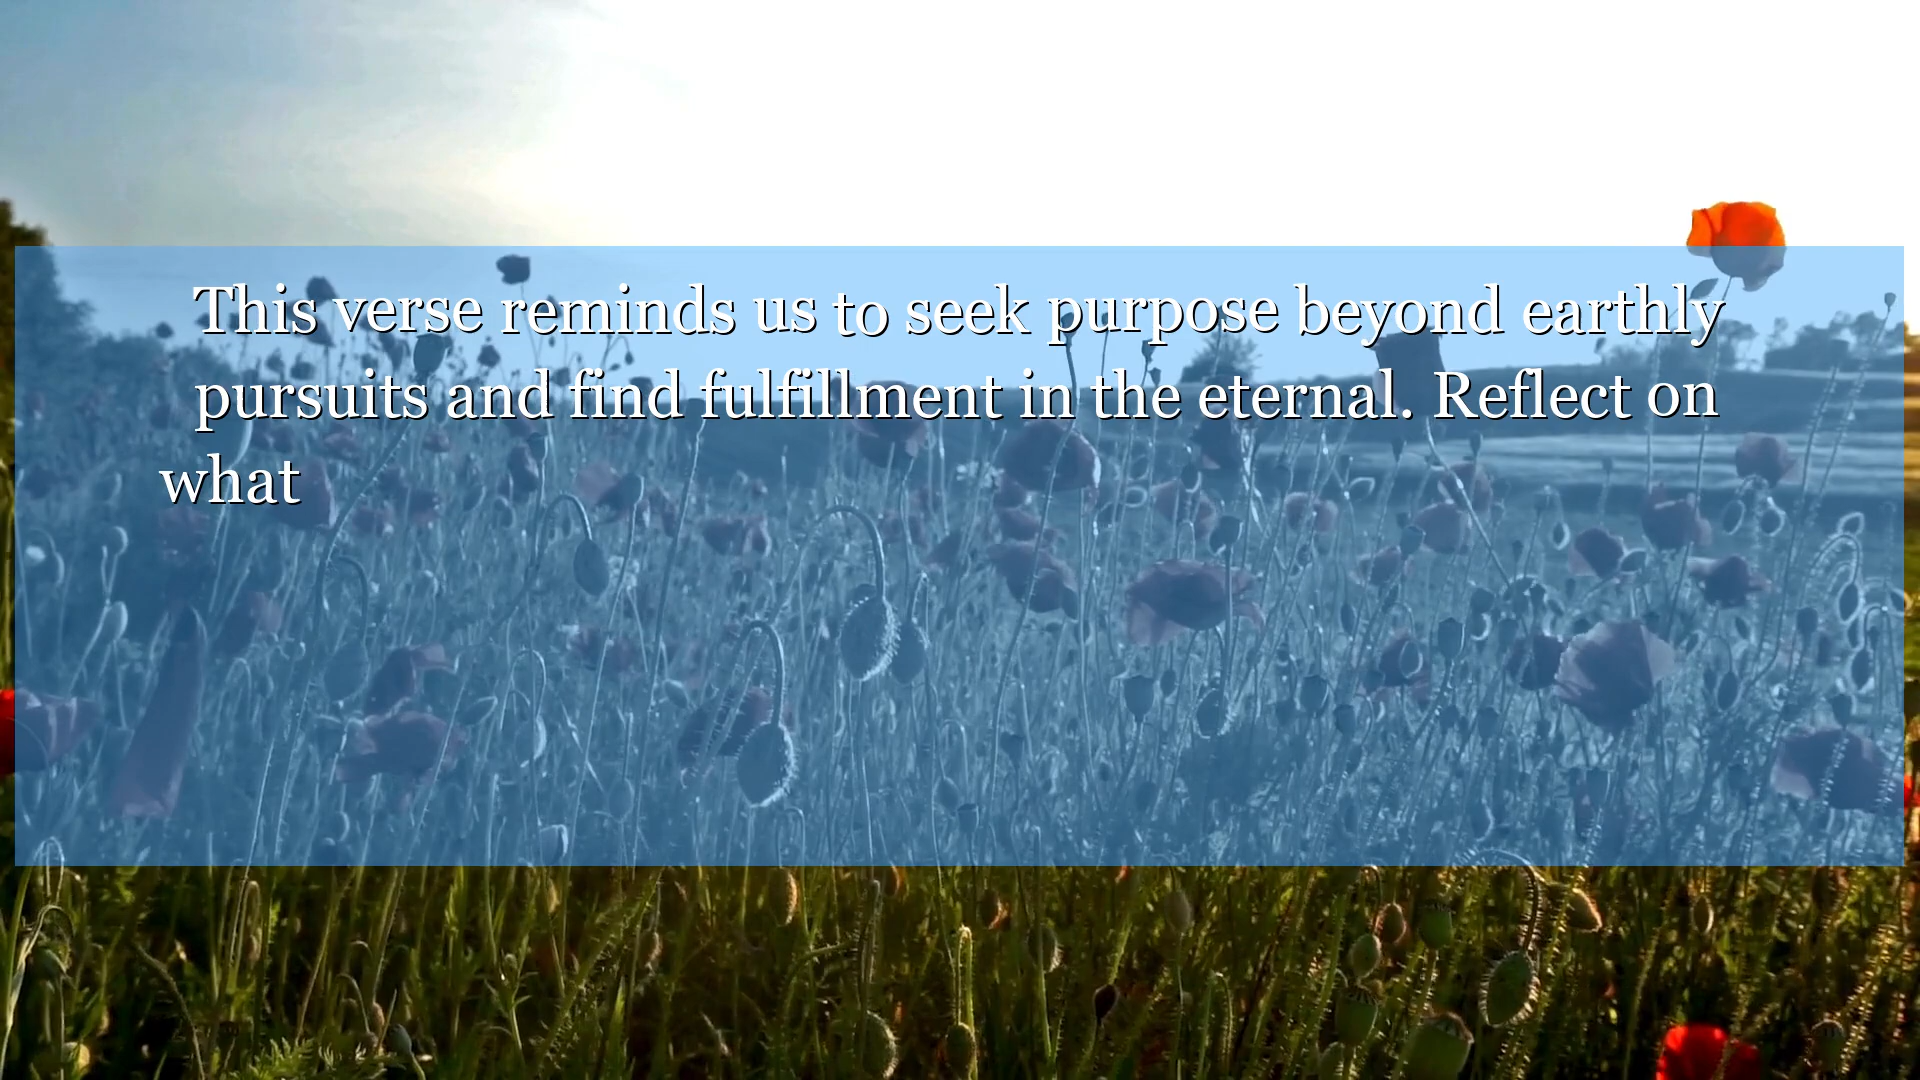 This verse reminds us to seek purpose beyond earthly
pursuits and find fulfillment in the eternal. Reflect on
what